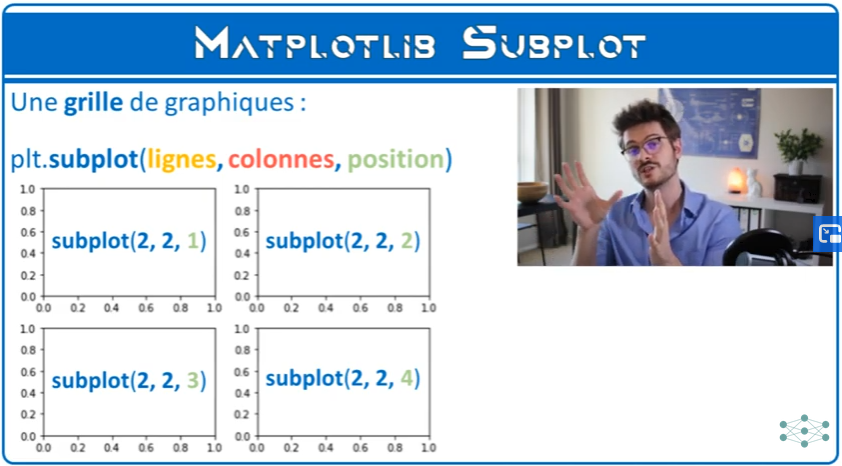 MATPLOTLIB SUBPLOT
Une grille de graphiques :
plt.subplot(lignes, colonnes, position)
1.0
0.8
0.6
0.4
0.2
0.0
subplot(2, 2, 1)
0.0 0.2 0.4 0.6 0.8 1.0
1.0
0.8
0.6
0.4
0.2
0.0
subplot(2, 2, 2)
0.0 0.2 0.4 0.6 0.8 1.0
1.0
0.8
0.6
0.4
0.2
0.0
subplot(2, 2, 3)
0.0 0.2 0.4 0.6 0.8 1.0
1.0
0.8
0.6
0.4
0.2
0.0
subplot(2, 2, 4)
0.0 0.2 0.4 0.6 0.8 1.0